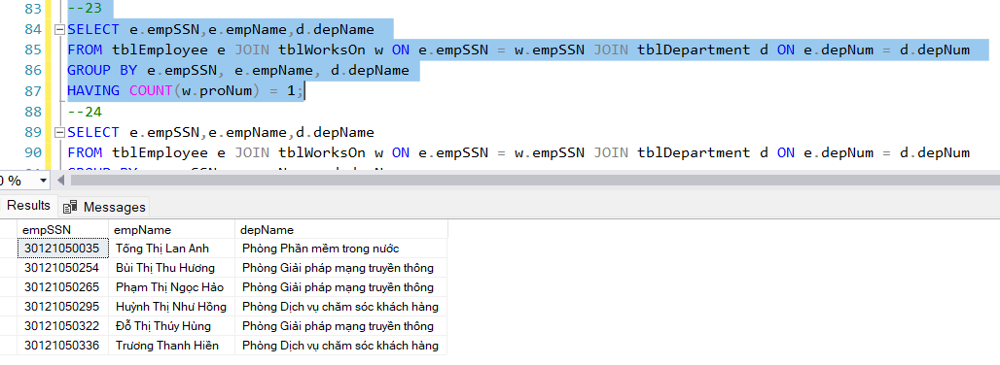 83 --23
84 SELECT e.empSSN,e.empName,d.depName
85 FROM tblEmployee e JOIN tblWorksOn w ON e.empSSN = w.empSSN JOIN tblDepartment d ON e.depNum = d.depNum
86 GROUP BY e.empSSN, e.empName, d.depName
87 HAVING COUNT(w.proNum) = 1;
88 --24
89 SELECT e.empSSN,e.empName,d.depName
90 FROM tblEmployee e JOIN tblWorksOn w ON e.empSSN = w.empSSN JOIN tblDepartment d ON e.depNum = d.depNum
0 %
Results Messages
empSSN empName depName
30121050035 Tống Thị Lan Anh Phòng Phần mềm trong nước
30121050254 Bùi Thị Thu Hương Phòng Giải pháp mạng truyền thông
30121050265 Phạm Thị Ngọc Hảo Phòng Giải pháp mạng truyền thông
30121050295 Huỳnh Thị Như Hồng Phòng Dịch vụ chăm sóc khách hàng
30121050322 Đỗ Thị Thúy Hùng Phòng Giải pháp mạng truyền thông
30121050336 Trương Thanh Hiền Phòng Dịch vụ chăm sóc khách hàng